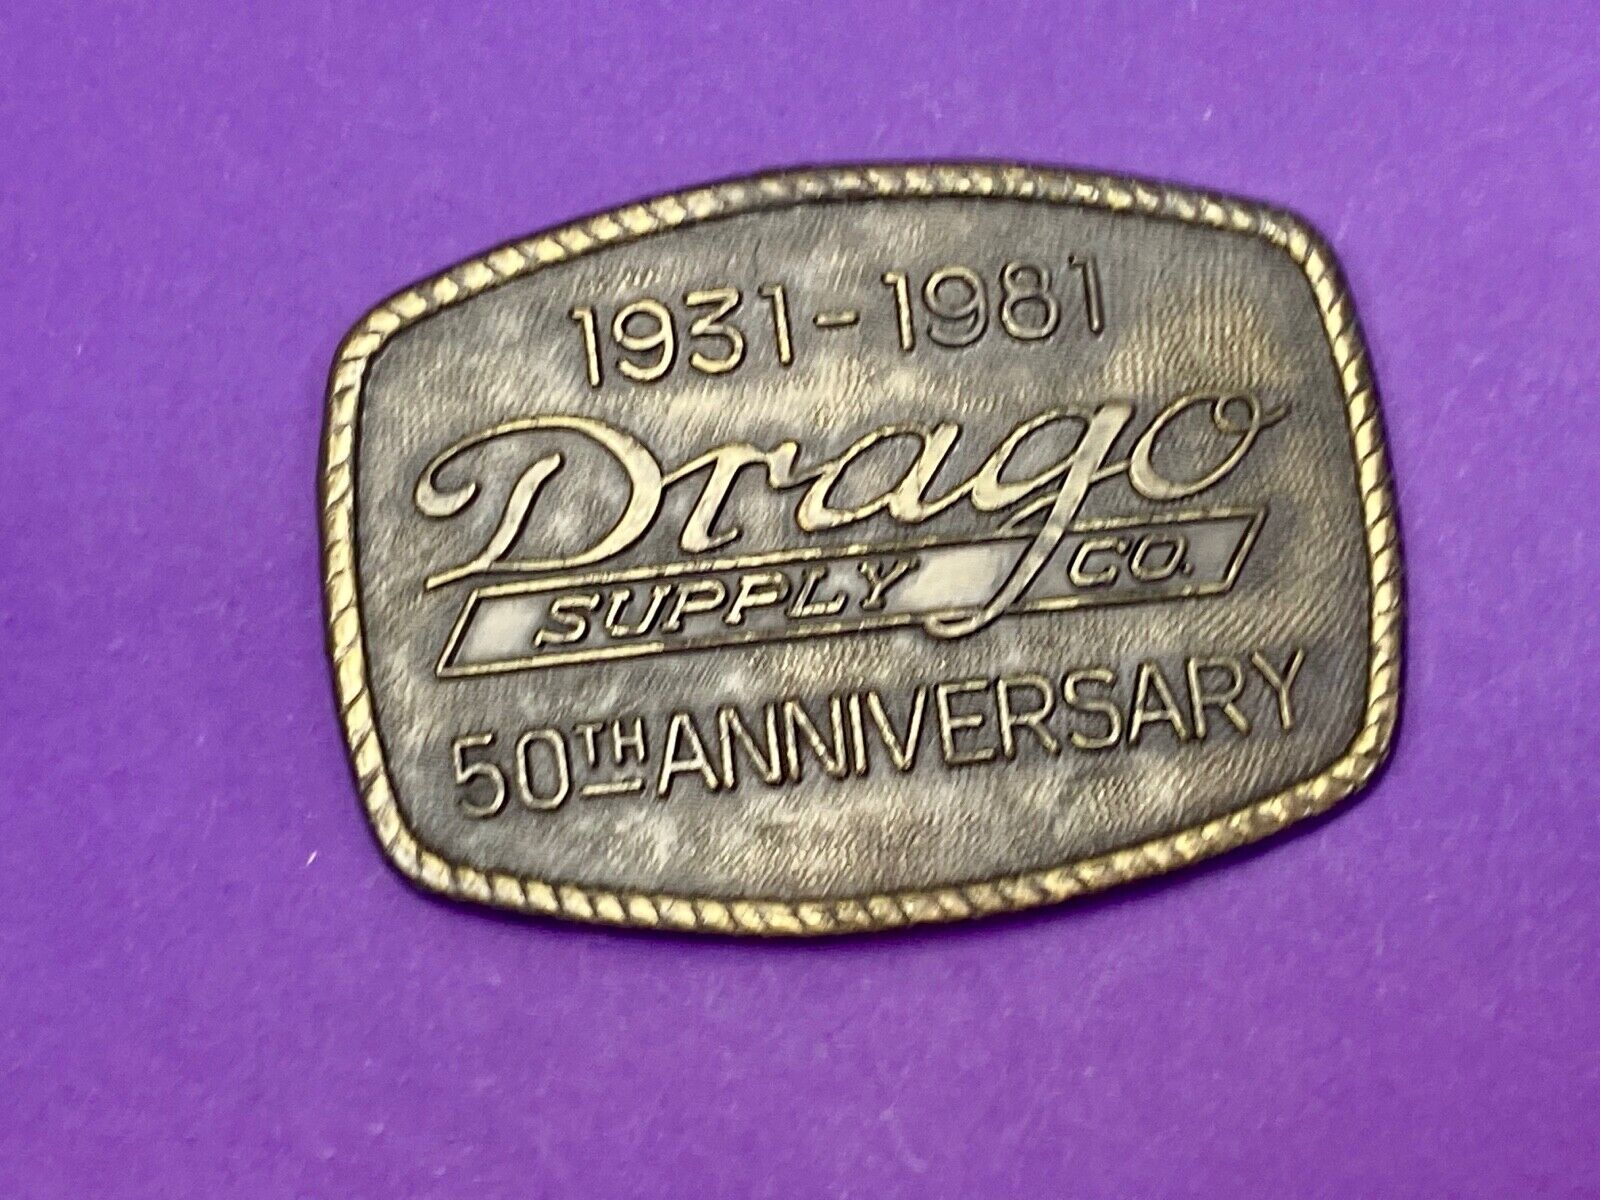 1931-1981
Drago
SUPPLY CO.
50TH ANNIVERSARY